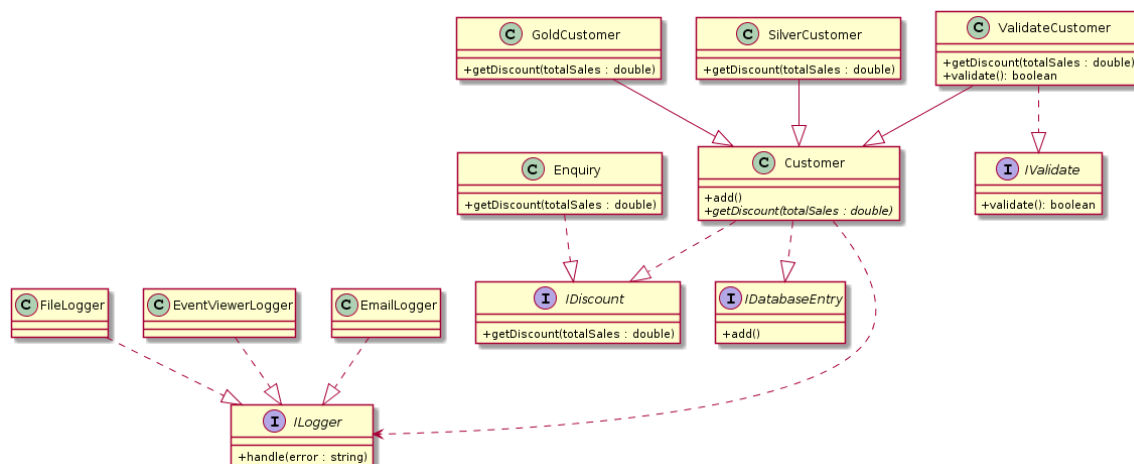 C GoldCustomer
+getDiscount(totalSales : double)
C SilverCustomer
+getDiscount(totalSales : double)
C ValidateCustomer
+getDiscount(totalSales : double)
+validate(): boolean
C Enquiry
+getDiscount(totalSales : double)
C Customer
+add()
+getDiscount(totalSales : double)
I IValidate
+validate(): boolean
C FileLogger
C EventViewerLogger
C EmailLogger
I IDiscount
+getDiscount(totalSales : double)
I IDatabaseEntry
+add()
I ILogger
+handle(error : string)